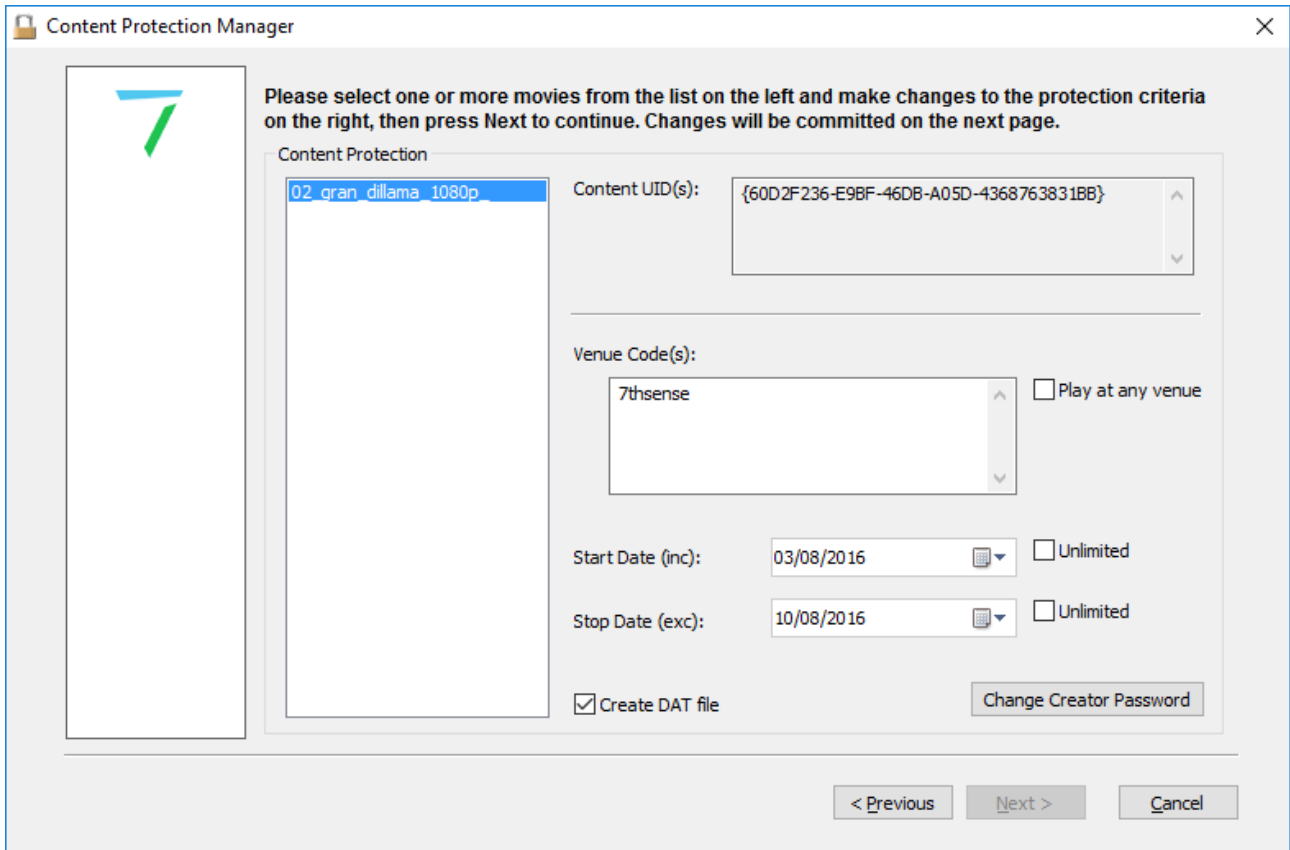 Content Protection Manager
Please select one or more movies from the list on the left and make changes to the protection criteria
on the right, then press Next to continue. Changes will be committed on the next page.
Content Protection
02_gran_dillama_1080p_
Content UID(s):
{60D2F236-E9BF-46DB-A05D-4368763831BB}
Venue Code(s):
7thsense
Play at any venue
Start Date (inc):
03/08/2016
Unlimited
Stop Date (exc):
10/08/2016
Unlimited
Create DAT file
Change Creator Password
< Previous
Next >
Cancel